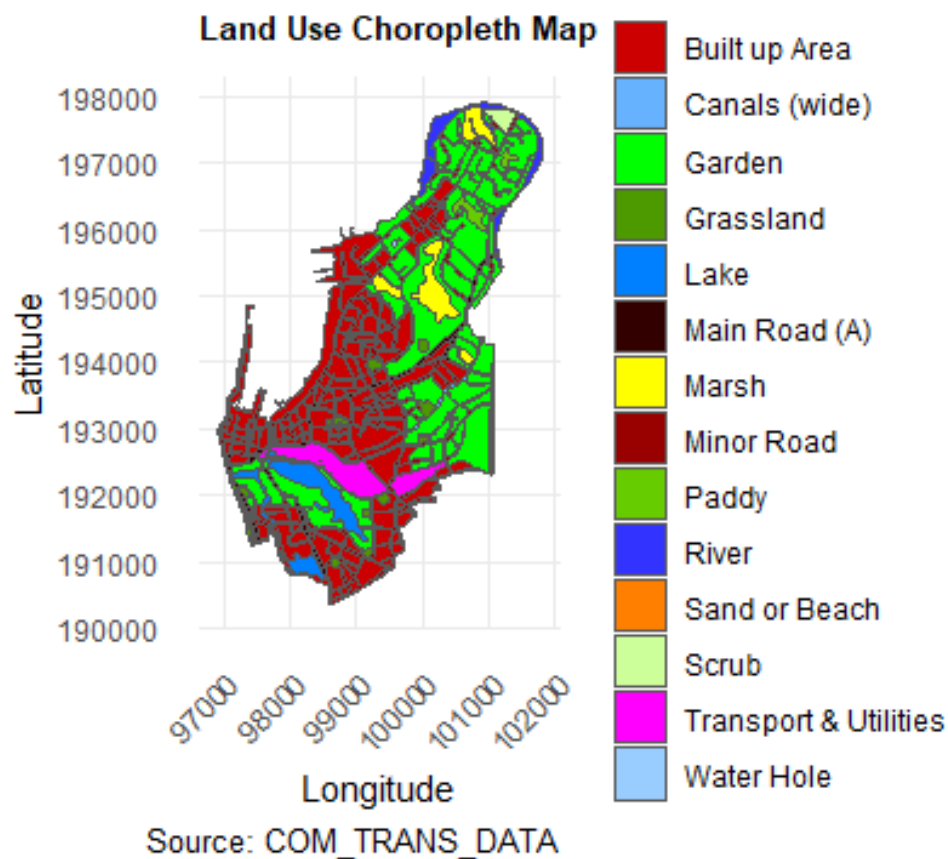 Land Use Choropleth Map
198000
197000
196000
195000
194000
193000
192000
191000
190000
Latitude
97000
98000
99000
100000
101000
102000
Longitude
Source: COM_TRANS_DATA
Built up Area
Canals (wide)
Garden
Grassland
Lake
Main Road (A)
Marsh
Minor Road
Paddy
River
Sand or Beach
Scrub
Transport & Utilities
Water Hole